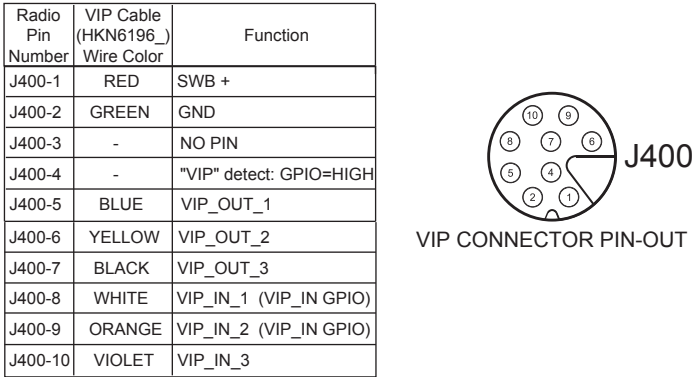 Radio Pin Number VIP Cable (HKN6196_) Wire Color Function
J400-1 RED SWB +
J400-2 GREEN GND
J400-3 - NO PIN
J400-4 - "VIP" detect: GPIO=HIGH
J400-5 BLUE VIP_OUT_1
J400-6 YELLOW VIP_OUT_2
J400-7 BLACK VIP_OUT_3
J400-8 WHITE VIP_IN_1 (VIP_IN GPIO)
J400-9 ORANGE VIP_IN_2 (VIP_IN GPIO)
J400-10 VIOLET VIP_IN_3
10 9
8 7 6
J400
5 4
2 1
VIP CONNECTOR PIN-OUT